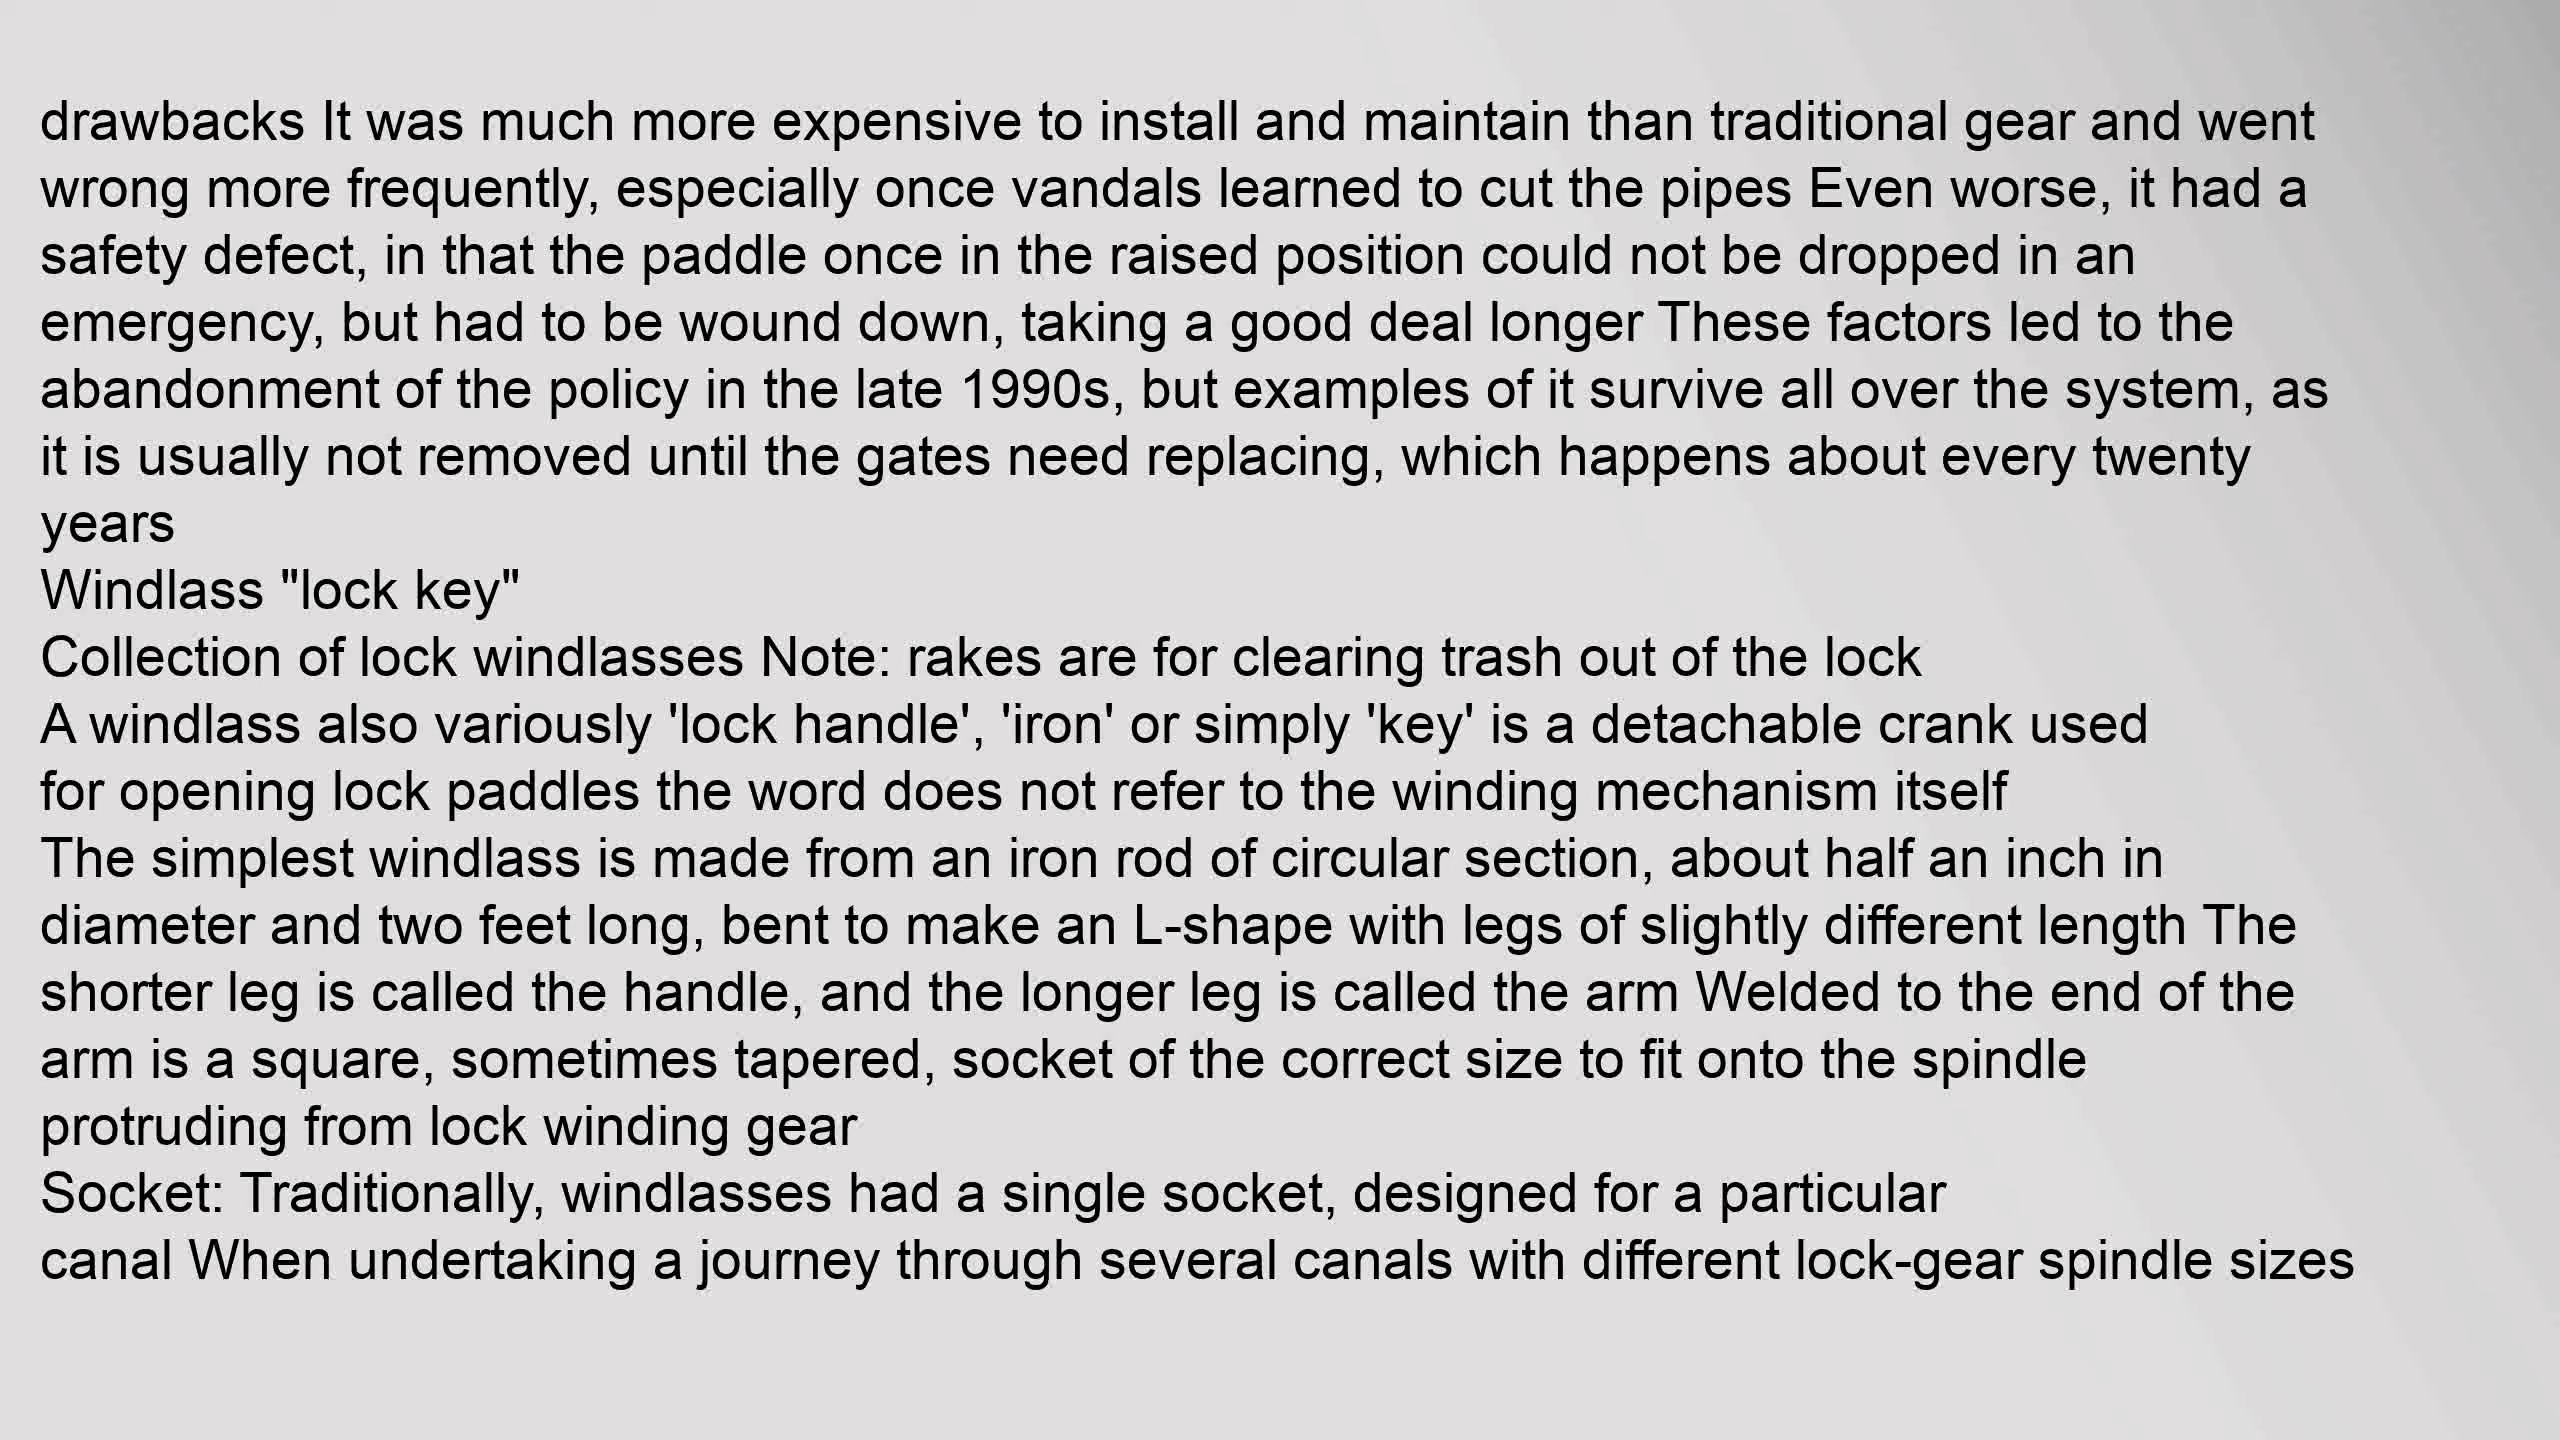 drawbacks It was much more expensive to install and maintain than traditional gear and went
wrong more frequently, especially once vandals learned to cut the pipes Even worse, it had a
safety defect, in that the paddle once in the raised position could not be dropped in an
emergency, but had to be wound down, taking a good deal longer These factors led to the
abandonment of the policy in the late 1990s, but examples of it survive all over the system, as
it is usually not removed until the gates need replacing, which happens about every twenty
years
Windlass "lock key"
Collection of lock windlasses Note: rakes are for clearing trash out of the lock
A windlass also variously 'lock handle', 'iron' or simply 'key' is a detachable crank used
for opening lock paddles the word does not refer to the winding mechanism itself
The simplest windlass is made from an iron rod of circular section, about half an inch in
diameter and two feet long, bent to make an L-shape with legs of slightly different length The
shorter leg is called the handle, and the longer leg is called the arm Welded to the end of the
arm is a square, sometimes tapered, socket of the correct size to fit onto the spindle
protruding from lock winding gear
Socket: Traditionally, windlasses had a single socket, designed for a particular
canal When undertaking a journey through several canals with different lock-gear spindle sizes